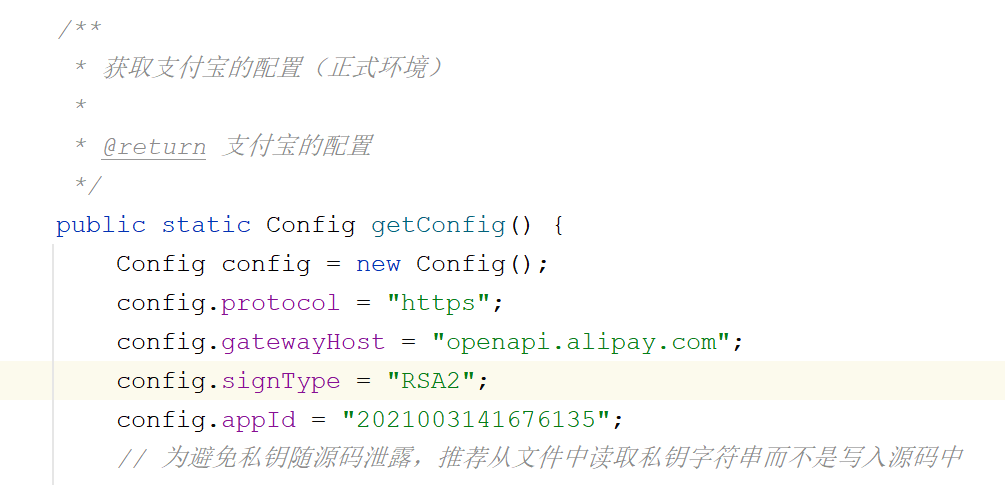 /**
 * 获取支付宝的配置（正式环境）
 *
 * @return 支付宝的配置
 */
public static Config getConfig() {
    Config config = new Config();
    config.protocol = "https";
    config.gatewayHost = "openapi.alipay.com";
    config.signType = "RSA2";
    config.appId = "2021003141676135";
    // 为避免私钥随源码泄露，推荐从文件中读取私钥字符串而不是写入源码中